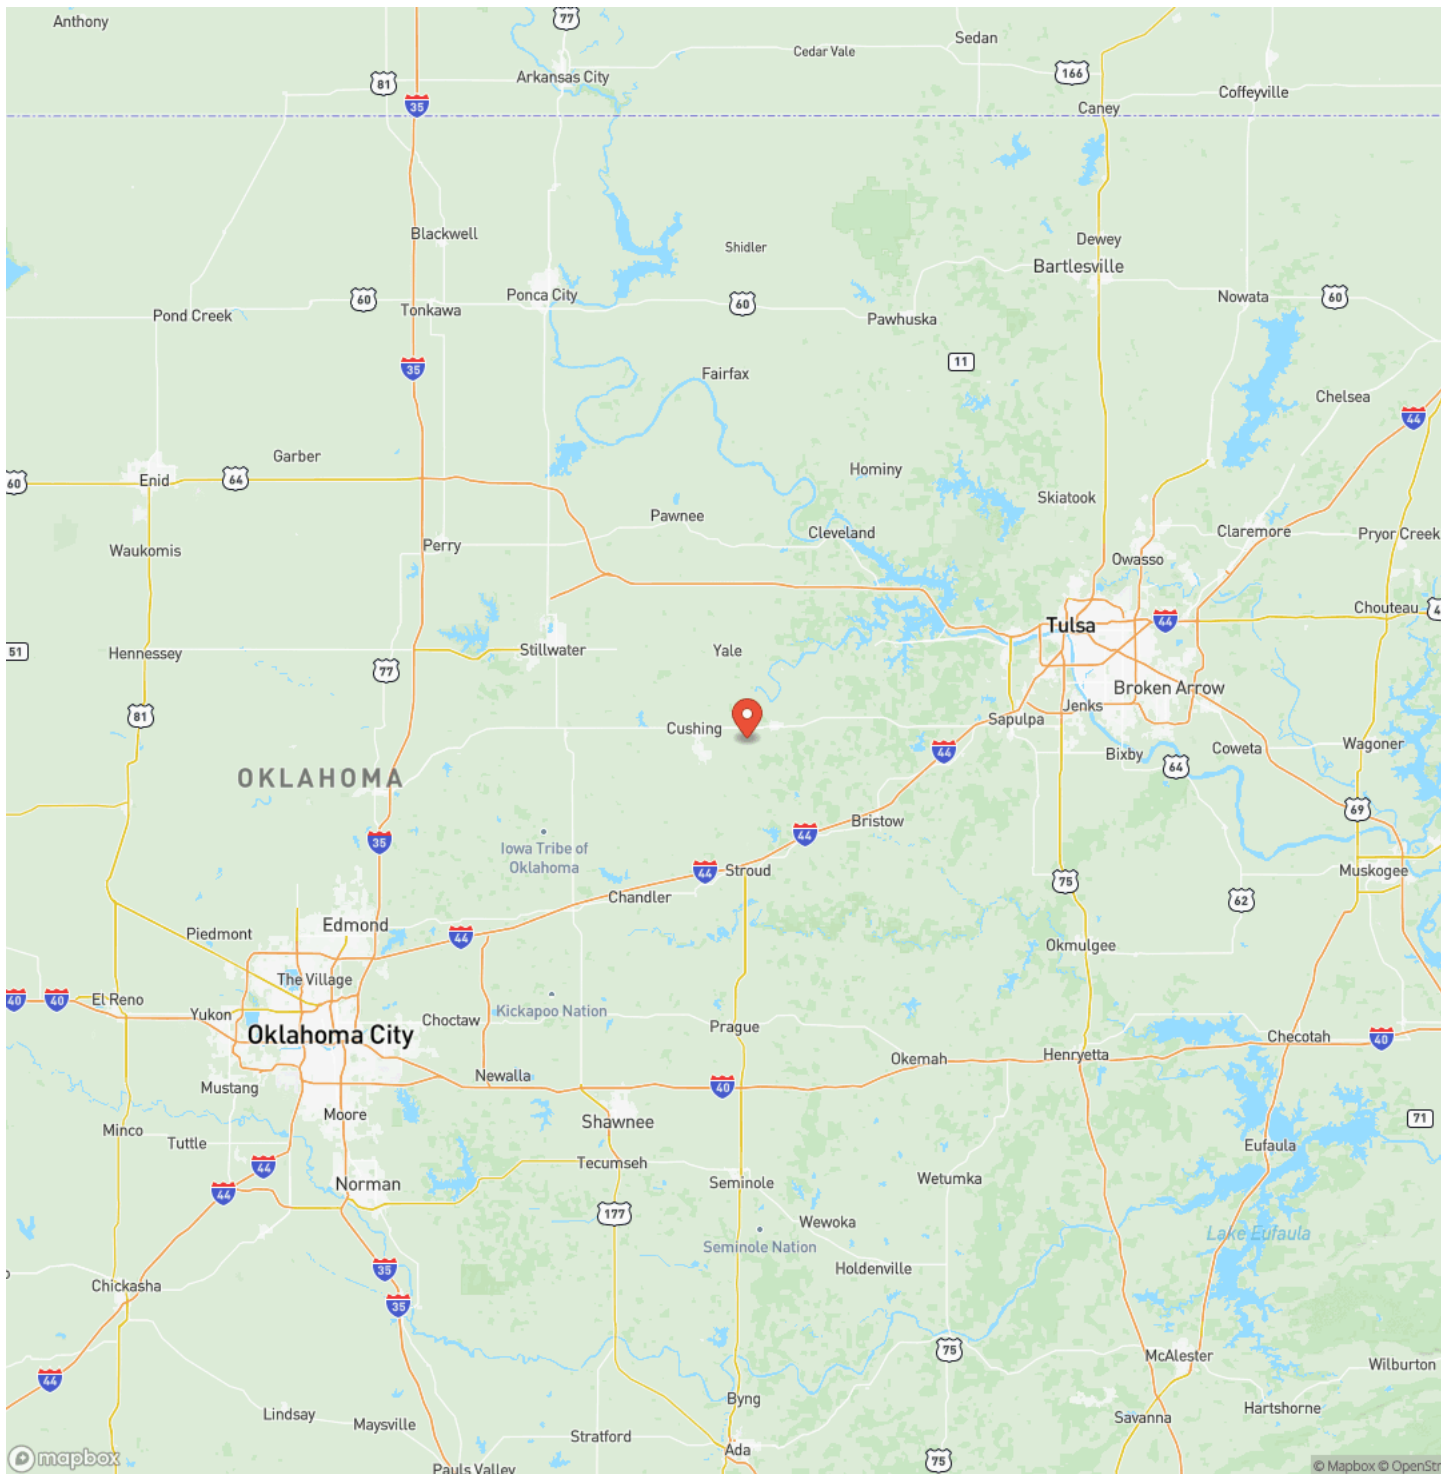 Anthony
77
Sedan
Cedar Vale
81
Arkansas City
166
Coffeyville
35
Caney
Blackwell
Shidler
Dewey
Bartlesville
Ponca City
60
Tonkawa
60
Nowata
60
Pond Creek
Pawhuska
11
35
Fairfax
Chelsea
44
Garber
Hominy
60
Enid
64
Skiatook
Pawnee
Cleveland
Claremore
Pryor Creek
Waukomis
Perry
Owasso
Chouteau
4
Tulsa
44
51
Hennessey
77
Stillwater
Yale
Broken Arrow
81
Cushing
Sapulpa
Jenks
44
Bixby
64
Coweta
Wagoner
OKLAHOMA
69
35
Iowa Tribe of
Oklahoma
44
Bristow
44
Stroud
75
Muskogee
Chandler
62
Piedmont
Edmond
44
Okmulgee
The Village
40
40
El Reno
Yukon
Kickapoo Nation
Choctaw
Prague
Oklahoma City
Okemah
Henryetta
Checotah
40
Mustang
Newalla
40
Moore
Shawnee
71
Minco
Tuttle
Eufaula
44
Tecumseh
44
Norman
Seminole
Wetumka
177
Wewoka
Seminole Nation
Lake Eufaula
35
Holdenville
Chickasha
35
75
McAlester
Wilburton
44
Byng
Lindsay
Maysville
Savanna
Hartshorne
Stratford
Ada
75
mapbox
Pauls Valley
© Mapbox © OpenStr